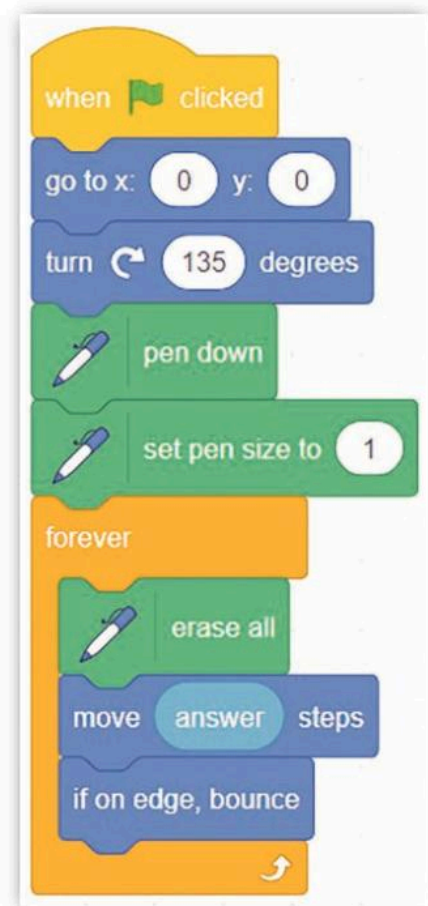 when clicked
go to x: 0 y: 0
turn 135 degrees
pen down
set pen size to 1
forever
erase all
move answer steps
if on edge, bounce